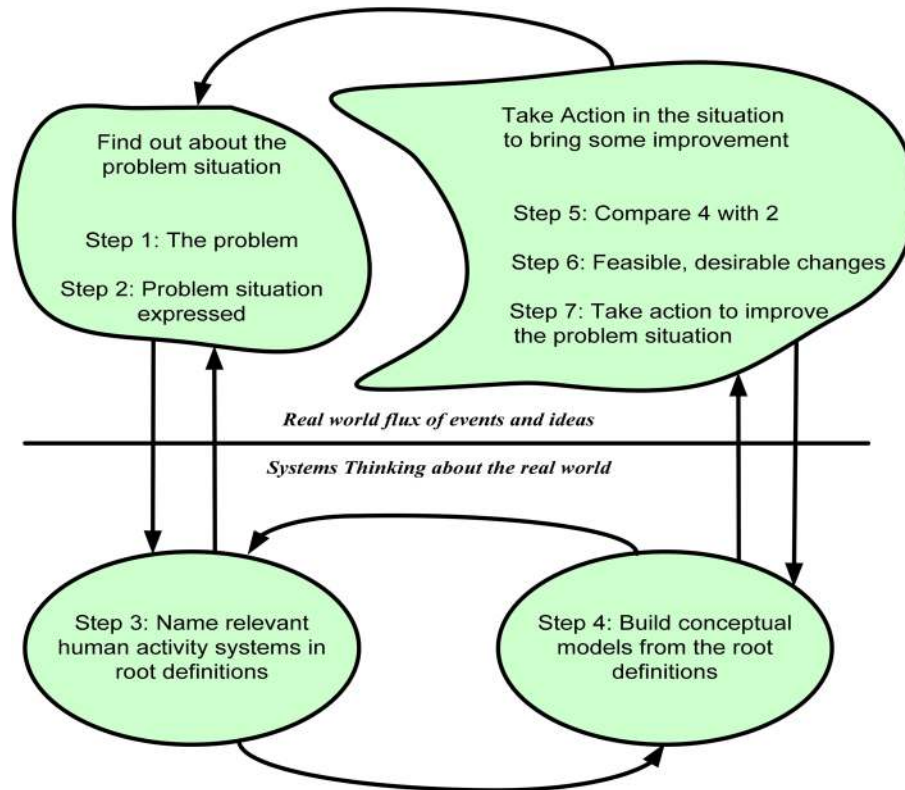 Find out about the
problem situation
Step 1: The problem
Step 2: Problem situation
expressed
Take Action in the situation
to bring some improvement
Step 5: Compare 4 with 2
Step 6: Feasible, desirable changes
Step 7: Take action to improve
the problem situation
Real world flux of events and ideas
Systems Thinking about the real world
Step 3: Name relevant
human activity systems in
root definitions
Step 4: Build conceptual
models from the root
definitions